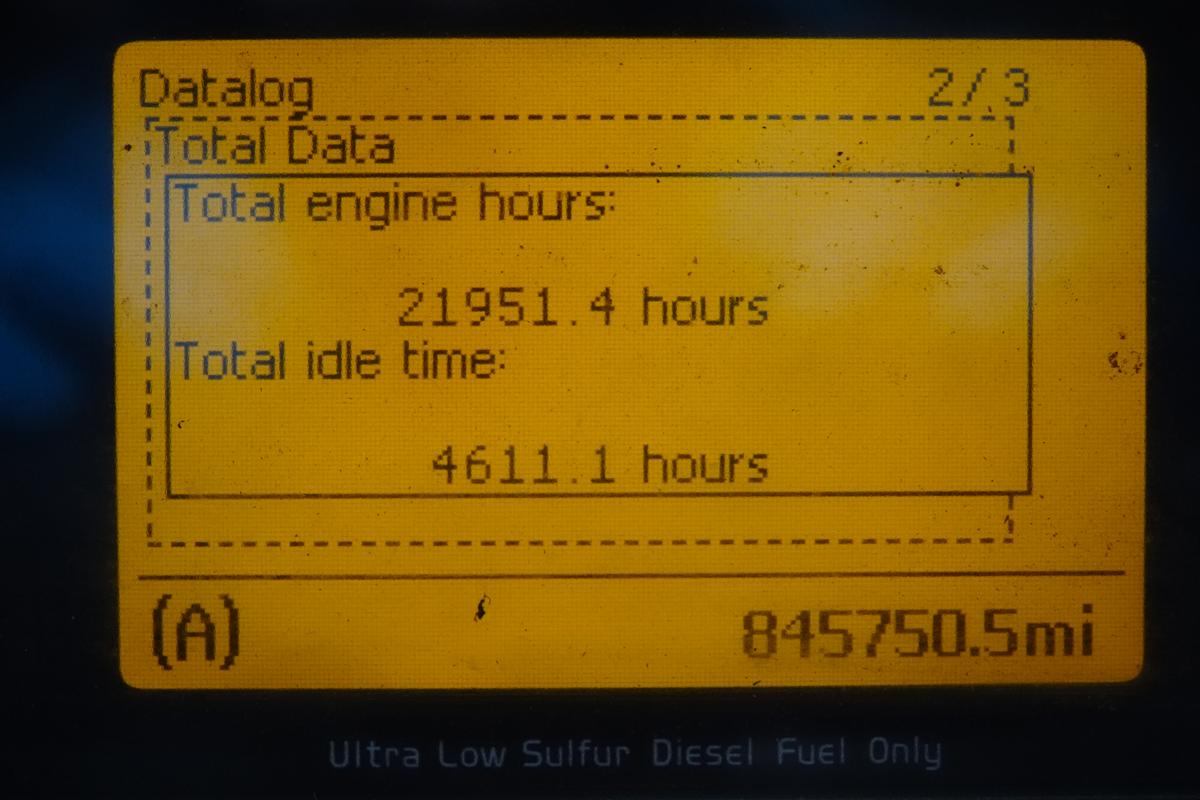 Datalog 2/3
Total Data
Total engine hours:
21951.4 hours
Total idle time:
4611.1 hours
(A) 845750.5mi
Ultra Low Sulfur Diesel Fuel Only